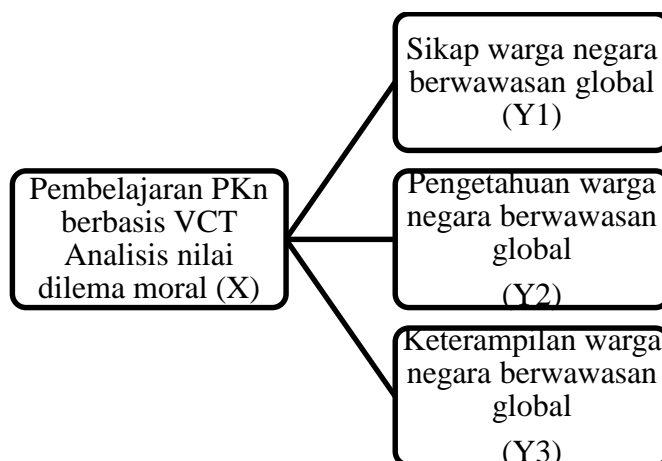 Sikap warga negara
berwawasan global
(Y1)
Pembelajaran PKn
berbasis VCT
Analisis nilai
dilema moral (X)
Pengetahuan warga
negara berwawasan
global
(Y2)
Keterampilan warga
negara berwawasan
global
(Y3)